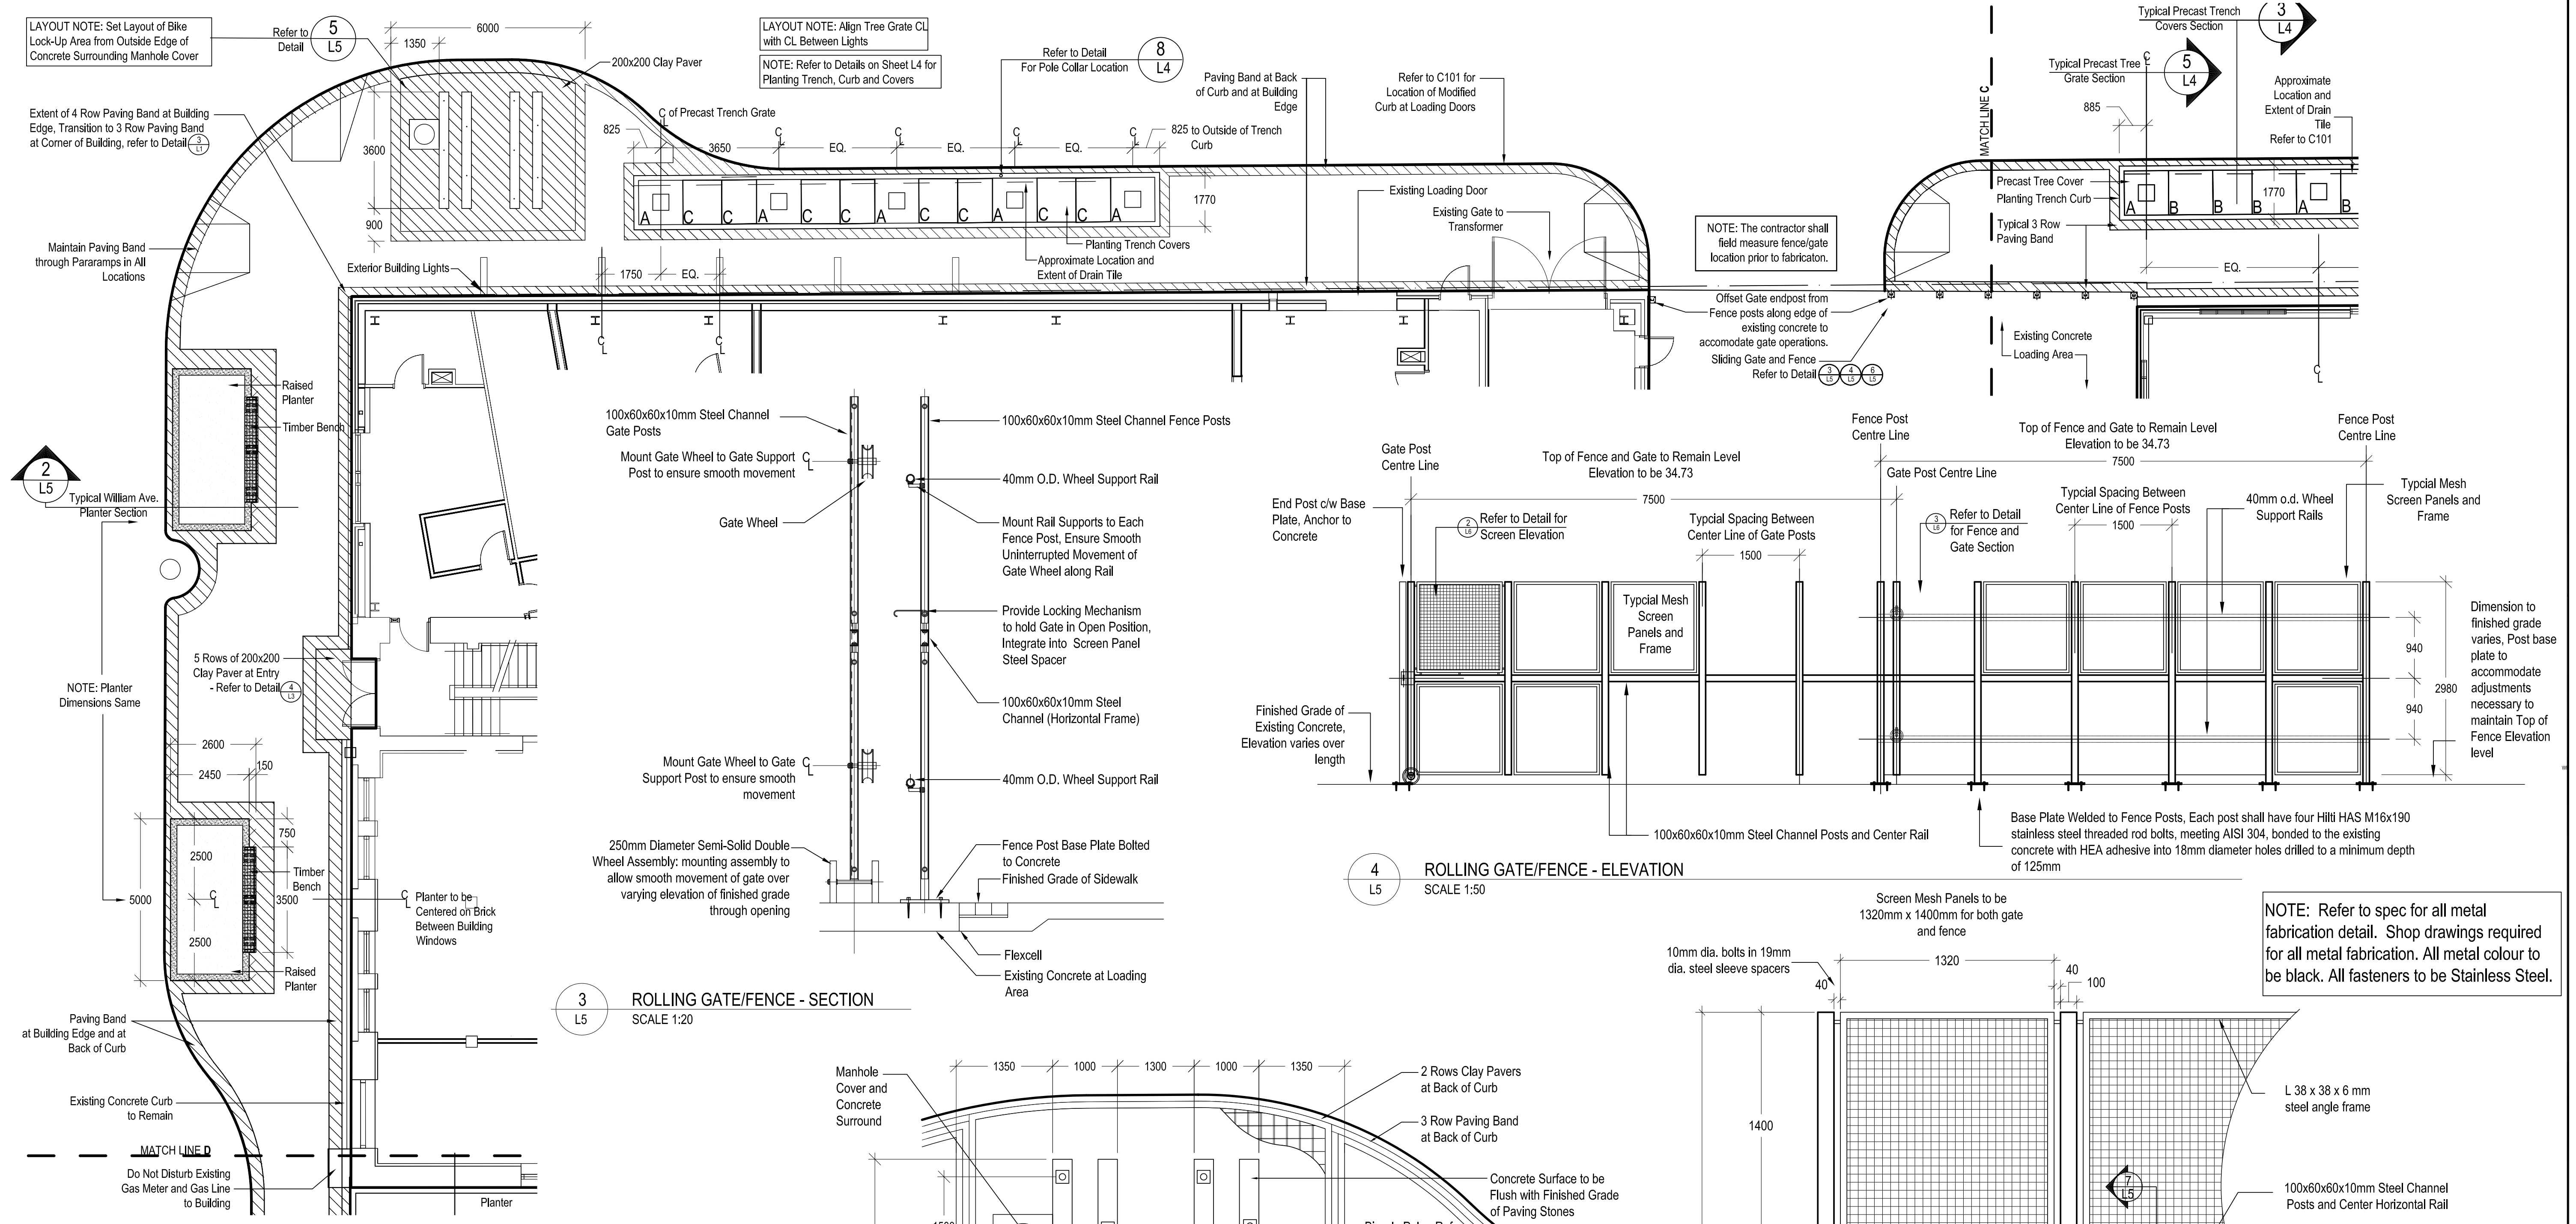 LAYOUT NOTE: Set Layout of Bike
Lock-Up Area from Outside Edge of
Concrete Surrounding Manhole Cover
Refer to
Detail
5
L5
6000
1350
LAYOUT NOTE: Align Tree Grate CL
with CL Between Lights
NOTE: Refer to Details on Sheet L4 for
Planting Trench, Curb and Covers
200x200 Clay Paver
Refer to Detail
For Pole Collar Location
8
L4
Paving Band at Back
of Curb and at Building
Edge
Refer to C101 for
Location of Modified
Curb at Loading Doors
Typical Precast Trench
Covers Section
3
L4
Typical Precast Tree
Grate Section
5
L4
MATCH LINE C
885
Approximate
Location and
Extent of Drain
Tile
Refer to C101
Extent of 4 Row Paving Band at Building
Edge, Transition to 3 Row Paving Band
at Corner of Building, refer to Detail
3
L1
3600
900
CL of Precast Trench Grate
825
3650
CL
EQ.
CL
EQ.
CL
EQ.
CL
825 to Outside of Trench
Curb
A C C A C C A C C A C C A
1770
Existing Loading Door
Existing Gate to
Transformer
Planting Trench Covers
Approximate Location and
Extent of Drain Tile
NOTE: The contractor shall
field measure fence/gate
location prior to fabricaton.
Precast Tree Cover
Planting Trench Curb
Typical 3 Row
Paving Band
A B B B A B
1770
EQ.
Maintain Paving Band
through Pararamps in All
Locations
Exterior Building Lights
1750
EQ.
CL
CL
Offset Gate endpost from
Fence posts along edge of
existing concrete to
accomodate gate operations.
Sliding Gate and Fence
Refer to Detail
3
L5
4
L5
6
L5
Existing Concrete
Loading Area
CL
Raised
Planter
Timber Bench
2
L5
Typical William Ave.
Planter Section
NOTE: Planter
Dimensions Same
5 Rows of 200x200
Clay Paver at Entry
- Refer to Detail
4
L3
2600
2450
150
750
2500
5000
CL
3500
2500
Timber
Bench
Raised
Planter
CL
Planter to be
Centered on Brick
Between Building
Windows
Paving Band
at Building Edge and at
Back of Curb
Existing Concrete Curb
to Remain
MATCH LINE D
Do Not Disturb Existing
Gas Meter and Gas Line
to Building
Planter
100x60x60x10mm Steel Channel
Gate Posts
Mount Gate Wheel to Gate Support
Post to ensure smooth movement
CL
Gate Wheel
Mount Gate Wheel to Gate
Support Post to ensure smooth
movement
CL
250mm Diameter Semi-Solid Double
Wheel Assembly: mounting assembly to
allow smooth movement of gate over
varying elevation of finished grade
through opening
100x60x60x10mm Steel Channel Fence Posts
40mm O.D. Wheel Support Rail
Mount Rail Supports to Each
Fence Post, Ensure Smooth
Uninterrupted Movement of
Gate Wheel along Rail
Provide Locking Mechanism
to hold Gate in Open Position,
Integrate into Screen Panel
Steel Spacer
100x60x60x10mm Steel
Channel (Horizontal Frame)
40mm O.D. Wheel Support Rail
Fence Post Base Plate Bolted
to Concrete
Finished Grade of Sidewalk
Flexcell
Existing Concrete at Loading
Area
3
L5
ROLLING GATE/FENCE - SECTION
SCALE 1:20
Gate Post
Centre Line
Top of Fence and Gate to Remain Level
Elevation to be 34.73
7500
Fence Post
Centre Line
Gate Post Centre Line
Top of Fence and Gate to Remain Level
Elevation to be 34.73
7500
Fence Post
Centre Line
End Post c/w Base
Plate, Anchor to
Concrete
2
L6
Refer to Detail for
Screen Elevation
Typcial Spacing Between
Center Line of Gate Posts
1500
3
L6
Refer to Detail
for Fence and
Gate Section
Typcial Spacing Between
Center Line of Fence Posts
1500
40mm o.d. Wheel
Support Rails
Typcial Mesh
Screen Panels and
Frame
Typcial Mesh
Screen
Panels and
Frame
940
940
2980
Dimension to
finished grade
varies, Post base
plate to
accommodate
adjustments
necessary to
maintain Top of
Fence Elevation
level
Finished Grade of
Existing Concrete,
Elevation varies over
length
100x60x60x10mm Steel Channel Posts and Center Rail
Base Plate Welded to Fence Posts, Each post shall have four Hilti HAS M16x190
stainless steel threaded rod bolts, meeting AISI 304, bonded to the existing
concrete with HEA adhesive into 18mm diameter holes drilled to a minimum depth
of 125mm
4
L5
ROLLING GATE/FENCE - ELEVATION
SCALE 1:50
Screen Mesh Panels to be
1320mm x 1400mm for both gate
and fence
10mm dia. bolts in 19mm
dia. steel sleeve spacers
40
1320
40
100
1400
NOTE: Refer to spec for all metal
fabrication detail. Shop drawings required
for all metal fabrication. All metal colour to
be black. All fasteners to be Stainless Steel.
L 38 x 38 x 6 mm
steel angle frame
7
L5
100x60x60x10mm Steel Channel
Posts and Center Horizontal Rail
Manhole
Cover and
Concrete
Surround
1350
1000
1300
1000
1350
2 Rows Clay Pavers
at Back of Curb
3 Row Paving Band
at Back of Curb
Concrete Surface to be
Flush with Finished Grade
of Paving Stones